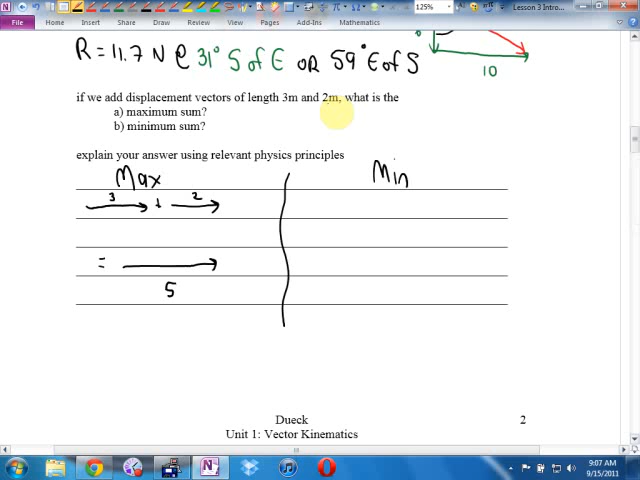 125%
Lesson 3 Intro...
File
Home
Insert
Share
Draw
Review
View
Paper
Add-Ins
Mathematics
R = 11.7 N @ 31° S of E OR 59° E of S
10
if we add displacement vectors of length 3m and 2m, what is the
a) maximum sum?
b) minimum sum?
explain your answer using relevant physics principles
Max Min
3 + 2
=
5
Dueck 2
Unit 1: Vector Kinematics
9:07 AM
9/15/2011